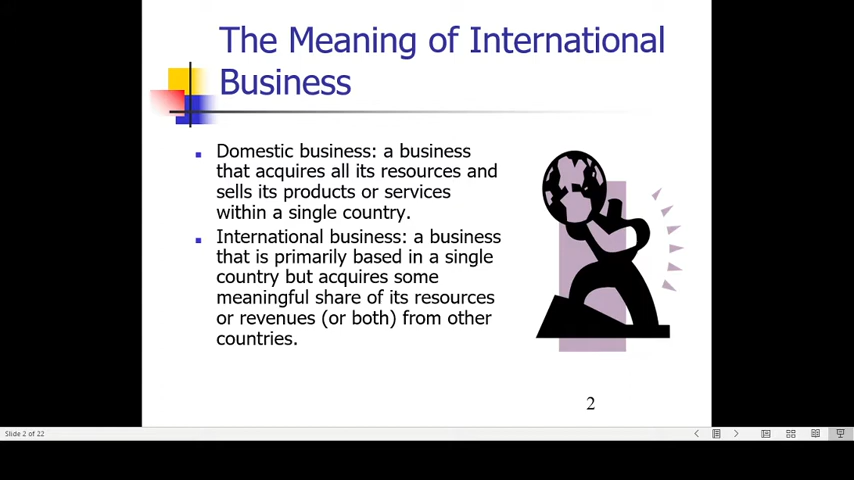 The Meaning of International
Business
Domestic business: a business
that acquires all its resources and
sells its products or services
within a single country.
International business: a business
that is primarily based in a single
country but acquires some
meaningful share of its resources
or revenues (or both) from other
countries.
2
Slide 2 of 22